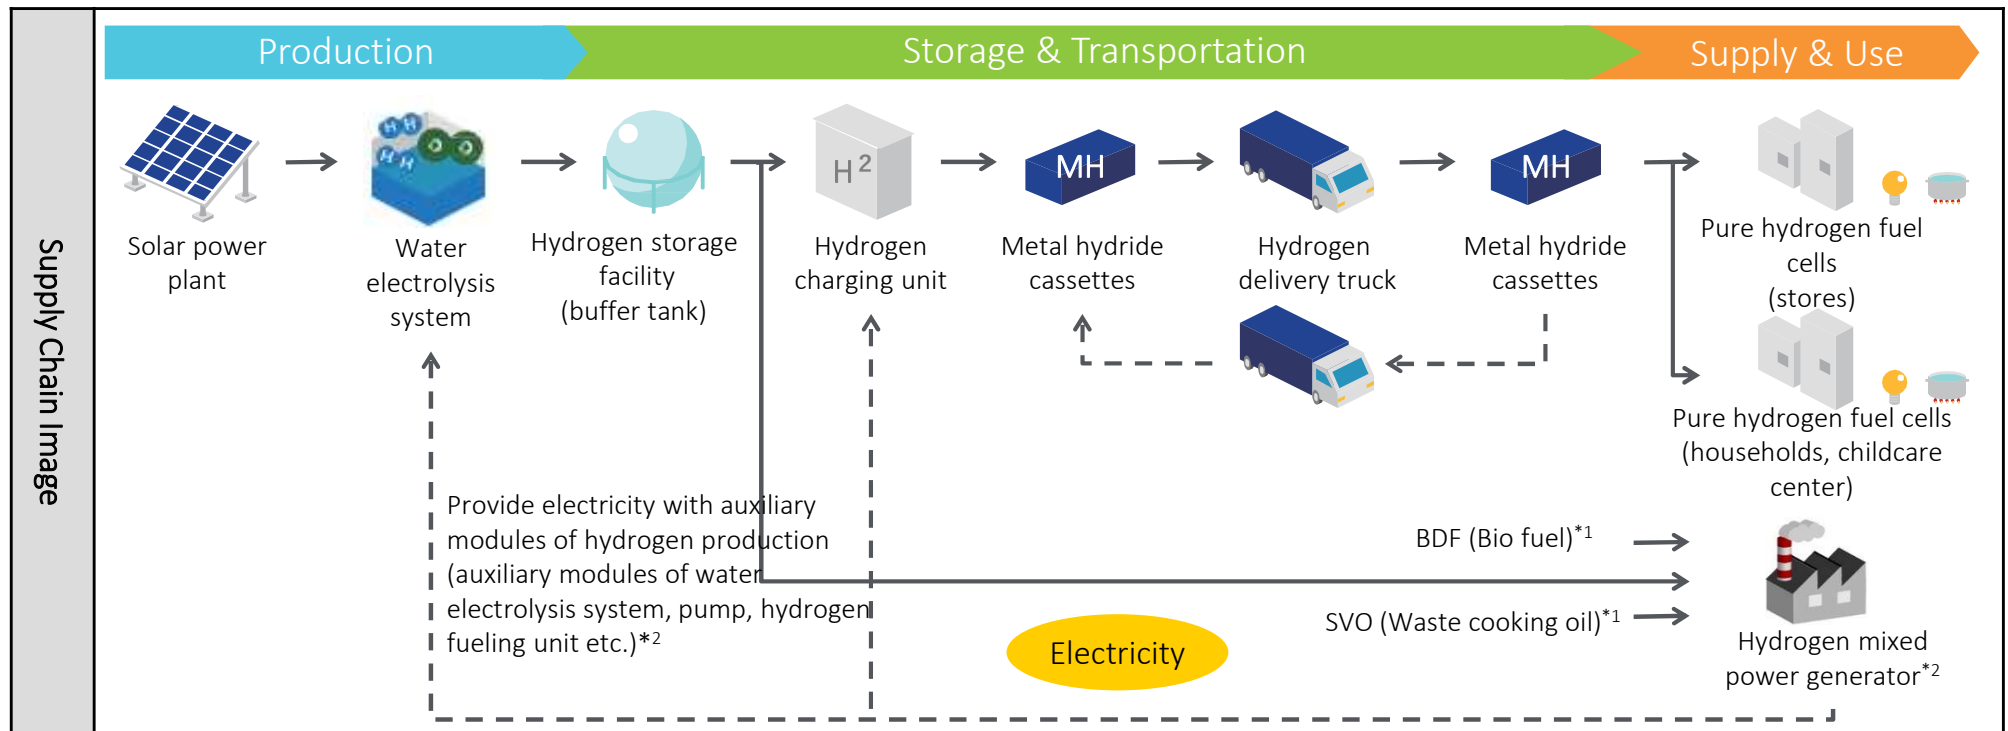 Production
Storage & Transportation
Supply & Use
Supply Chain Image
H H
H H
O
O
H²
MH
MH
Solar power
plant
Water
electrolysis
system
Hydrogen storage
facility
(buffer tank)
Hydrogen
charging unit
Metal hydride
cassettes
Hydrogen
delivery truck
Metal hydride
cassettes
Pure hydrogen fuel
cells
(stores)
Pure hydrogen fuel cells
(households, childcare
center)
Provide electricity with auxiliary
modules of hydrogen production
(auxiliary modules of water
electrolysis system, pump, hydrogen
fueling unit etc.)*2
BDF (Bio fuel)*1
SVO (Waste cooking oil)*1
Electricity
Hydrogen mixed
power generator*2